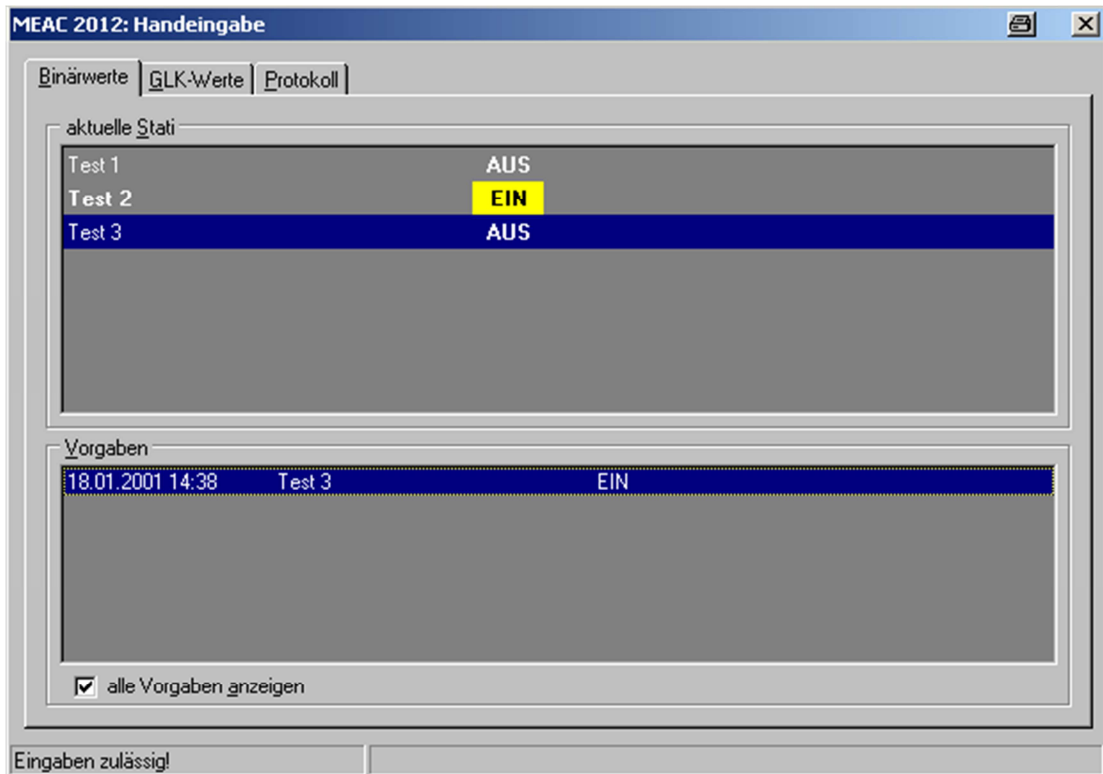 MEAC 2012: Handeingabe
Binärwerte GLK-Werte Protokoll
aktuelle Stati
Test 1 AUS
Test 2 EIN
Test 3 AUS
Vorgaben
18.01.2001 14:38 Test 3 EIN
alle Vorgaben anzeigen
Eingaben zulässig!